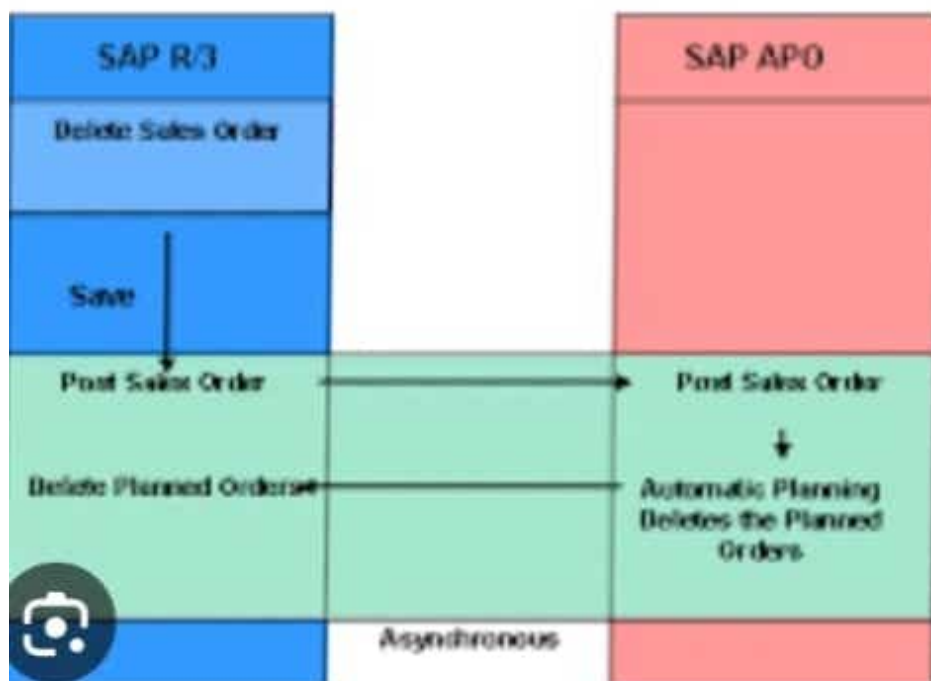 SAP R/3
SAP APO
Delete Sales Order
Save
Post Sales Order
Post Sales Order
Delete Planned Orders
Automatic Planning
Deletes the Planned
Orders
Asynchronous